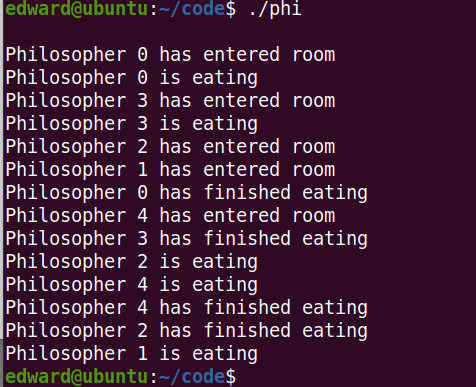 edward@ubuntu:~/code$ ./phi
Philosopher 0 has entered room
Philosopher 0 is eating
Philosopher 3 has entered room
Philosopher 3 is eating
Philosopher 2 has entered room
Philosopher 1 has entered room
Philosopher 0 has finished eating
Philosopher 4 has entered room
Philosopher 3 has finished eating
Philosopher 2 is eating
Philosopher 4 is eating
Philosopher 4 has finished eating
Philosopher 2 has finished eating
Philosopher 1 is eating
edward@ubuntu:~/code$